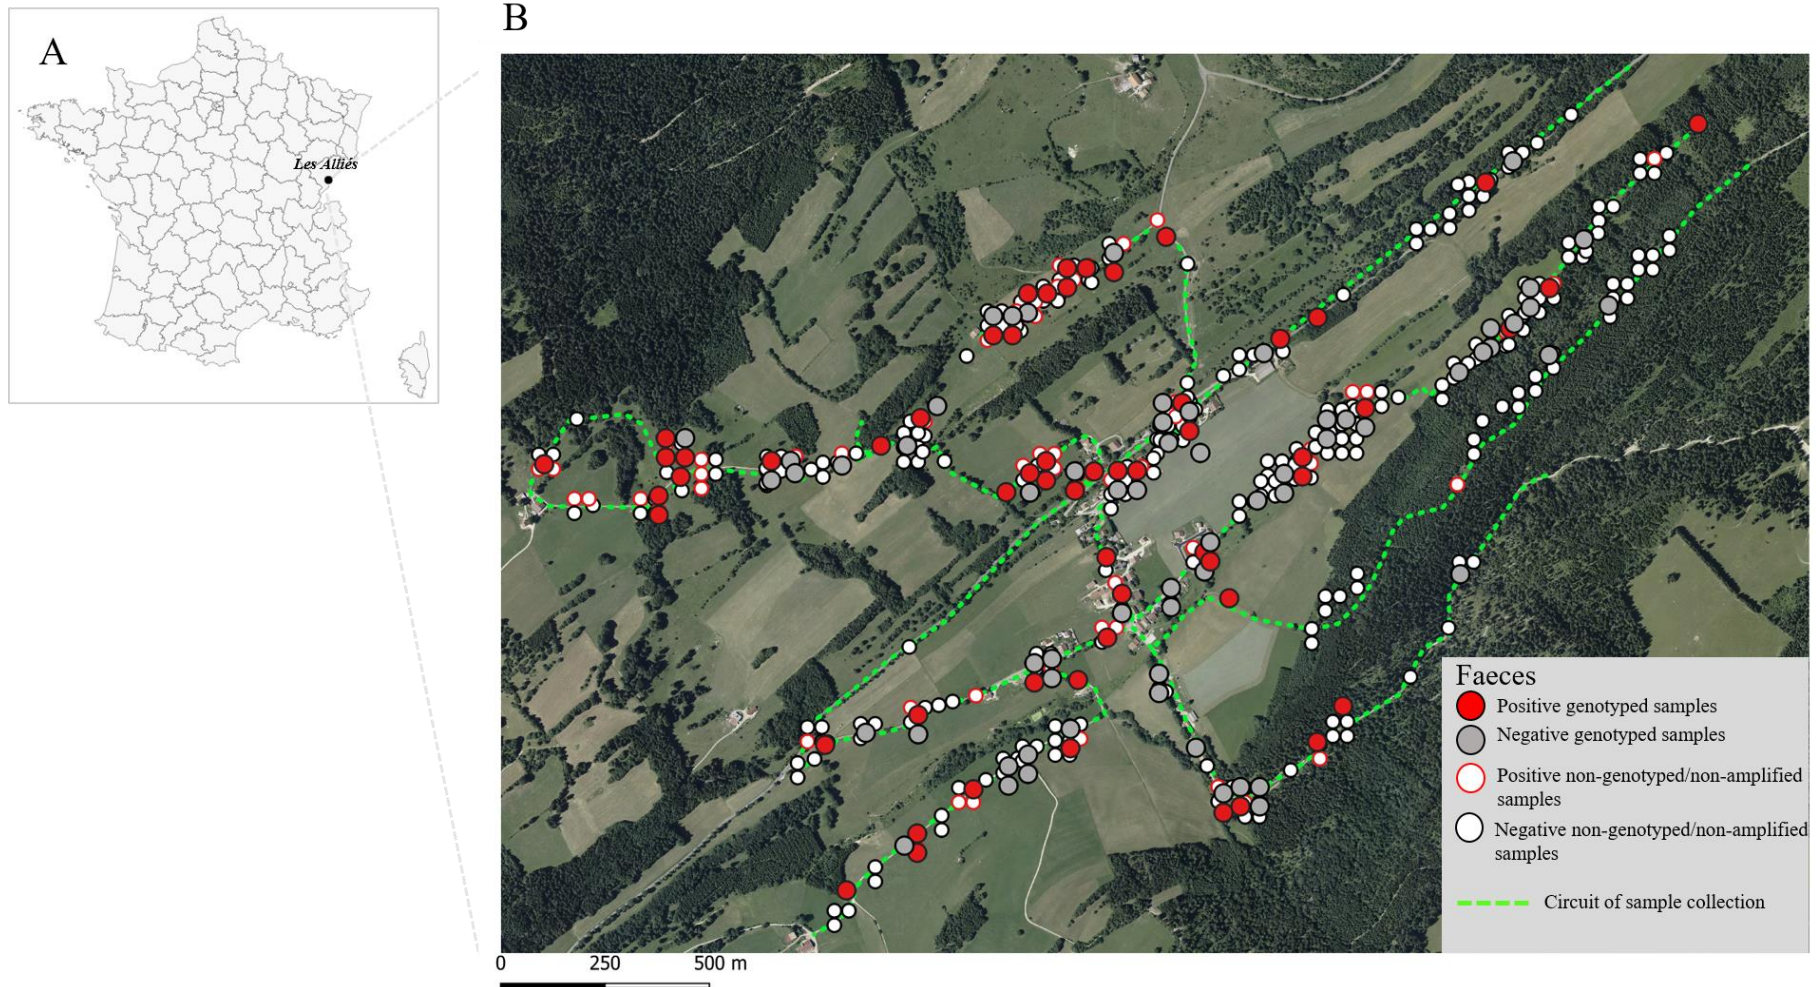 A
B
Les Alliés
Faeces
Positive genotyped samples
Negative genotyped samples
Positive non-genotyped/non-amplified
samples
Negative non-genotyped/non-amplified
samples
Circuit of sample collection
0 250 500 m